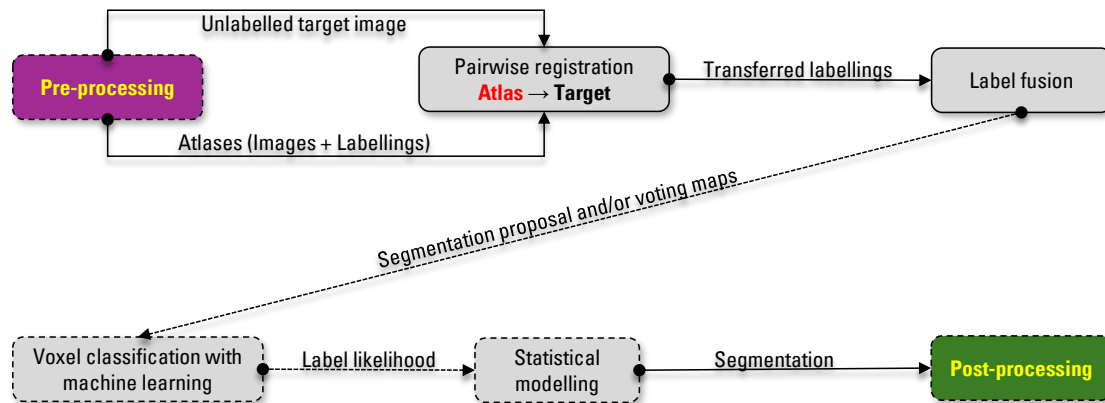 Unlabelled target image
Pre-processing
Pairwise registration
Atlas → Target
Transferred labellings
Label fusion
Atlases (Images + Labellings)
Segmentation proposal and/or voting maps
Voxel classification with
machine learning
Label likelihood
Statistical
modelling
Segmentation
Post-processing